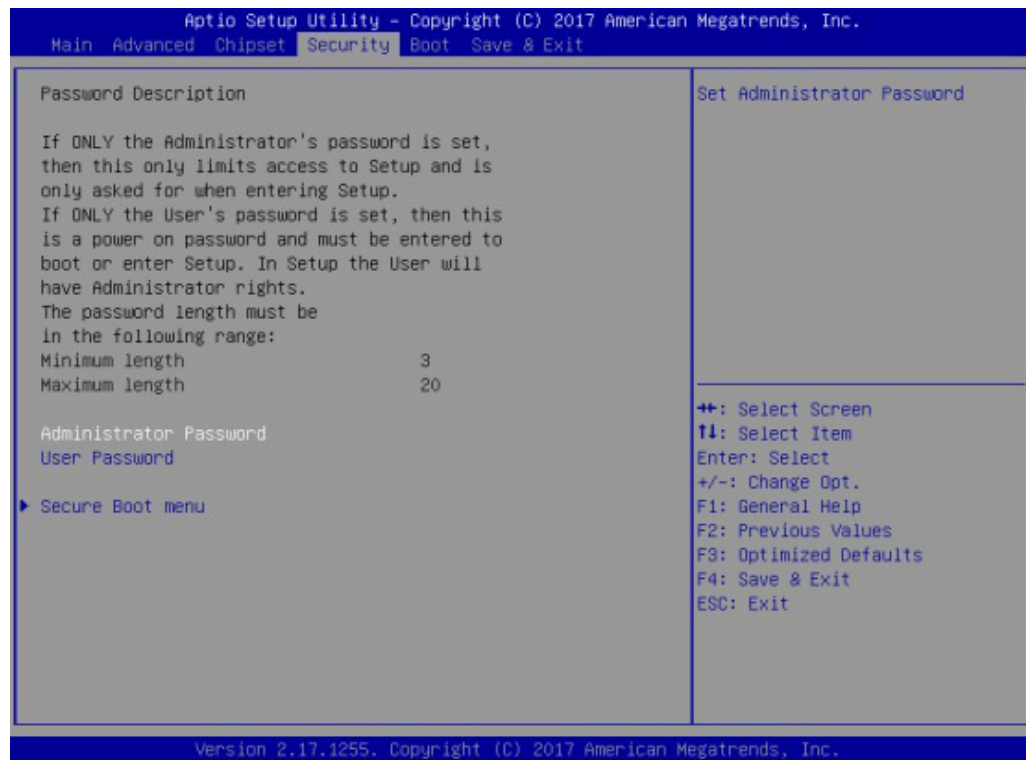 Aptio Setup Utility – Copyright (C) 2017 American Megatrends, Inc.
Main Advanced Chipset Security Boot Save & Exit
Password Description
If ONLY the Administrator's password is set,
then this only limits access to Setup and is
only asked for when entering Setup.
If ONLY the User's password is set, then this
is a power on password and must be entered to
boot or enter Setup. In Setup the User will
have Administrator rights.
The password length must be
in the following range:
Minimum length 3
Maximum length 20
Administrator Password
User Password
Secure Boot menu
Set Administrator Password
→←: Select Screen
↑↓: Select Item
Enter: Select
+/-: Change Opt.
F1: General Help
F2: Previous Values
F3: Optimized Defaults
F4: Save & Exit
ESC: Exit
Version 2.17.1255. Copyright (C) 2017 American Megatrends, Inc.